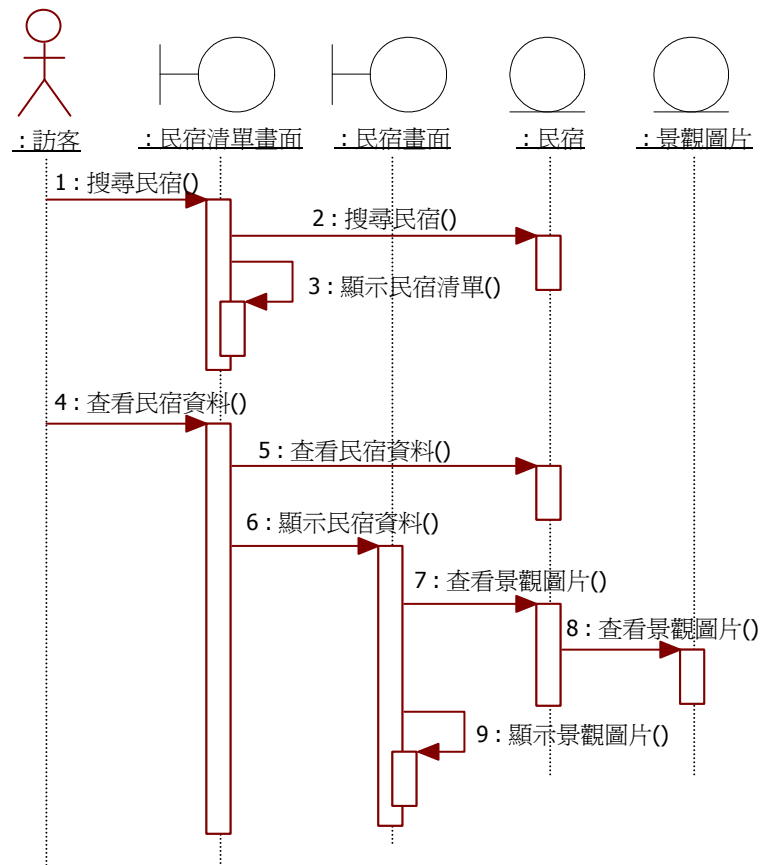 : 訪客
: 民宿清單畫面
: 民宿畫面
: 民宿
: 景觀圖片
1 : 搜尋民宿()
2 : 搜尋民宿()
3 : 顯示民宿清單()
4 : 查看民宿資料()
5 : 查看民宿資料()
6 : 顯示民宿資料()
7 : 查看景觀圖片()
8 : 查看景觀圖片()
9 : 顯示景觀圖片()